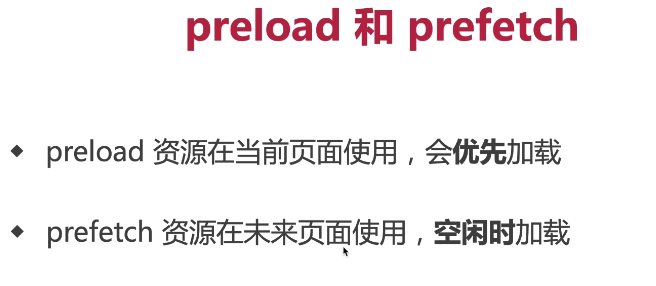 preload 和 prefetch
preload 资源在当前页面使用，会优先加载
prefetch 资源在未来页面使用，空闲时加载